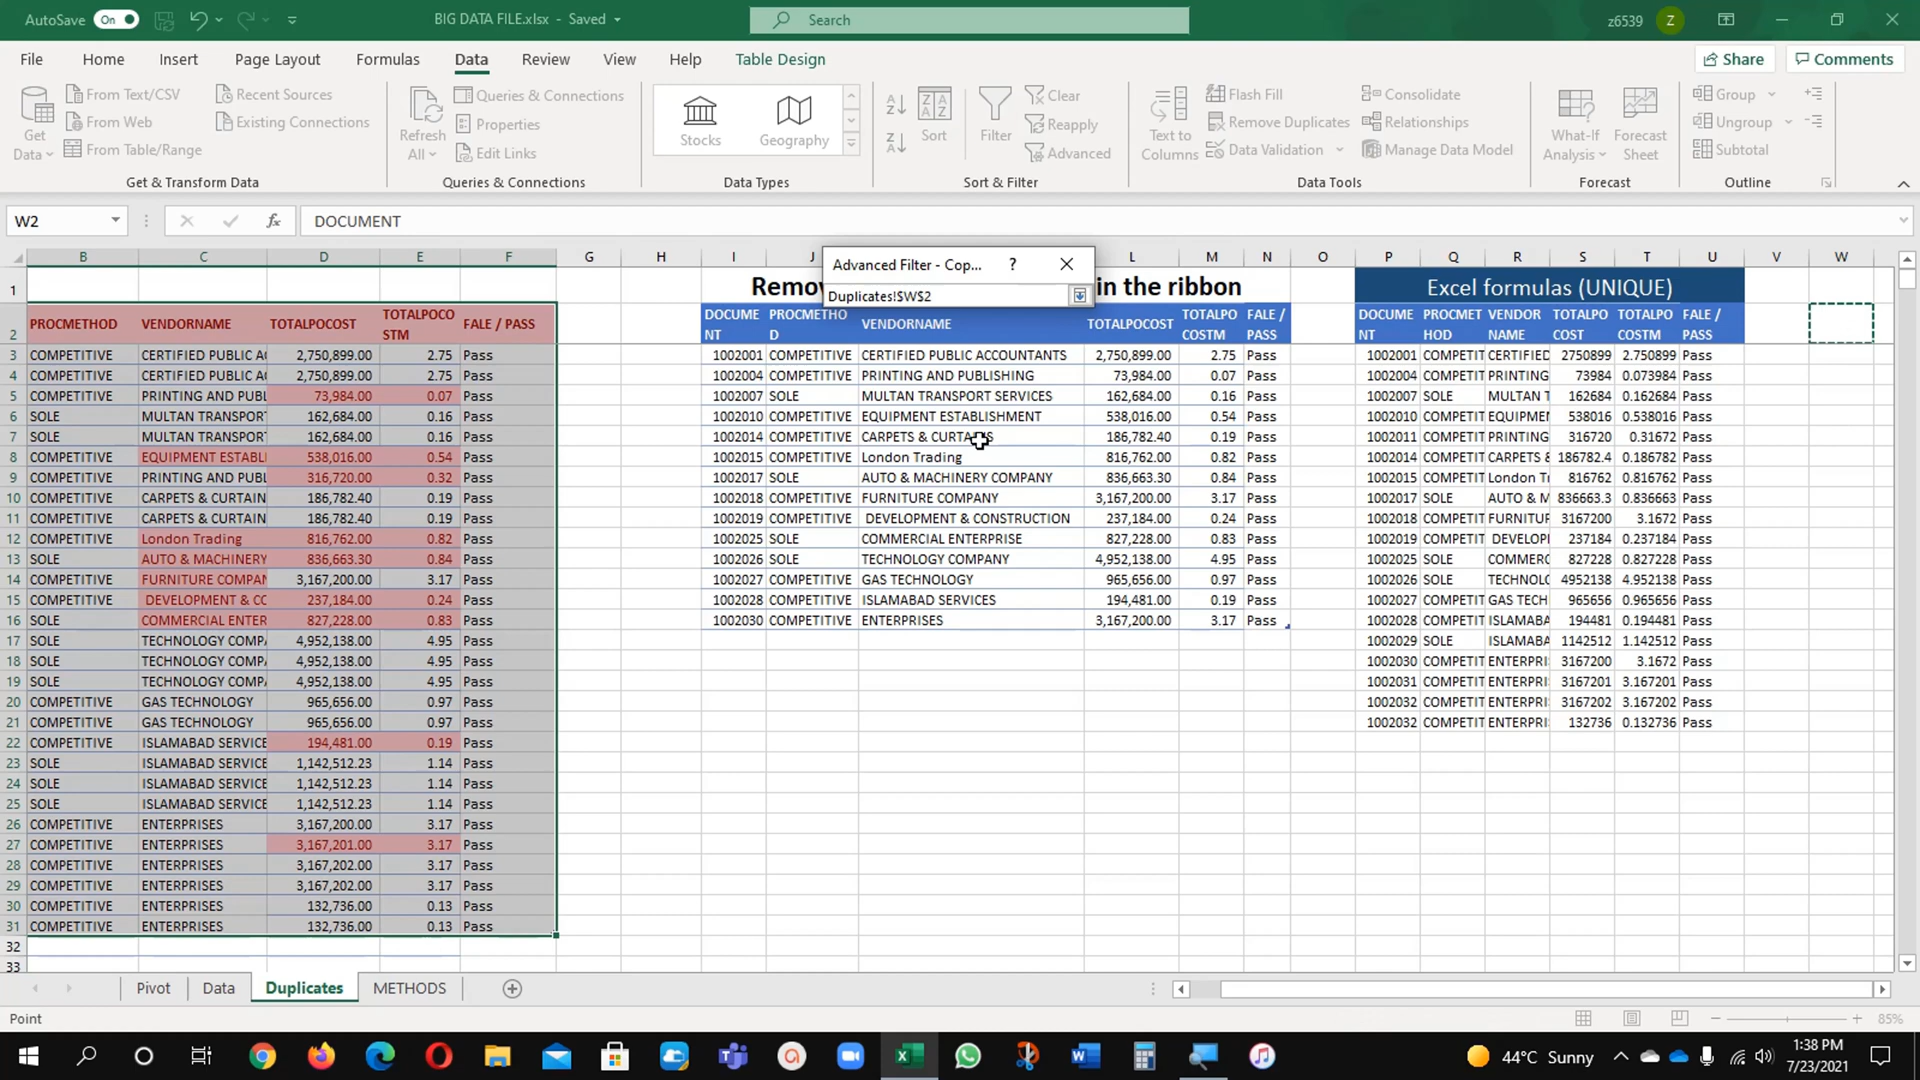 AutoSave On BIG DATA FILE.xlsx - Saved Search z6539 Z
File Home Insert Page Layout Formulas Data Review View Help Table Design Share Comments
Get Data From Text/CSV From Web From Table/Range Recent Sources Existing Connections
Get & Transform Data
Refresh All Queries & Connections Properties Edit Links
Queries & Connections
Stocks Geography
Data Types
Sort Filter Clear Reapply Advanced
Sort & Filter
Text to Columns Flash Fill Remove Duplicates Data Validation Consolidate Relationships Manage Data Model
Data Tools
What-If Analysis Forecast Sheet
Forecast
Group Ungroup Subtotal
Outline
W2 fx DOCUMENT
B C D E F G H I J L M N O P Q R S T U V W
Advanced Filter - Cop... ?
Duplicates!$W$2
1 Remov in the ribbon Excel formulas (UNIQUE)
2 PROCMETHOD VENDORNAME TOTALPOCOST TOTALPOCO STM FALE / PASS DOCUME NT PROCMETHO D VENDORNAME TOTALPOCOST TOTALPO COSTM FALE / PASS DOCUME NT PROCMET HOD VENDOR NAME TOTALPO COST TOTALPO COSTM FALE / PASS
3 COMPETITIVE CERTIFIED PUBLIC AC 2,750,899.00 2.75 Pass 1002001 COMPETITIVE CERTIFIED PUBLIC ACCOUNTANTS 2,750,899.00 2.75 Pass 1002001 COMPETIT CERTIFIED 2750899 2.750899 Pass
4 COMPETITIVE CERTIFIED PUBLIC AC 2,750,899.00 2.75 Pass 1002004 COMPETITIVE PRINTING AND PUBLISHING 73,984.00 0.07 Pass 1002004 COMPETIT PRINTING 73984 0.073984 Pass
5 COMPETITIVE PRINTING AND PUBL 73,984.00 0.07 Pass 1002007 SOLE MULTAN TRANSPORT SERVICES 162,684.00 0.16 Pass 1002007 SOLE MULTAN T 162684 0.162684 Pass
6 SOLE MULTAN TRANSPORT 162,684.00 0.16 Pass 1002010 COMPETITIVE EQUIPMENT ESTABLISHMENT 538,016.00 0.54 Pass 1002010 COMPETIT EQUIPMEN 538016 0.538016 Pass
7 SOLE MULTAN TRANSPORT 162,684.00 0.16 Pass 1002014 COMPETITIVE CARPETS & CURTAINS 186,782.40 0.19 Pass 1002011 COMPETIT PRINTING 316720 0.31672 Pass
8 COMPETITIVE EQUIPMENT ESTABL 538,016.00 0.54 Pass 1002015 COMPETITIVE London Trading 816,762.00 0.82 Pass 1002014 COMPETIT CARPETS & 186782.4 0.186782 Pass
9 COMPETITIVE PRINTING AND PUBL 316,720.00 0.32 Pass 1002017 SOLE AUTO & MACHINERY COMPANY 836,663.30 0.84 Pass 1002015 COMPETIT London Tr 816762 0.816762 Pass
10 COMPETITIVE CARPETS & CURTAIN 186,782.40 0.19 Pass 1002018 COMPETITIVE FURNITURE COMPANY 3,167,200.00 3.17 Pass 1002017 SOLE AUTO & M 836663.3 0.836663 Pass
11 COMPETITIVE CARPETS & CURTAIN 186,782.40 0.19 Pass 1002019 COMPETITIVE DEVELOPMENT & CONSTRUCTION 237,184.00 0.24 Pass 1002018 COMPETIT FURNITUR 3167200 3.1672 Pass
12 COMPETITIVE London Trading 816,762.00 0.82 Pass 1002025 SOLE COMMERCIAL ENTERPRISE 827,228.00 0.83 Pass 1002019 COMPETIT DEVELOP 237184 0.237184 Pass
13 SOLE AUTO & MACHINERY 836,663.30 0.84 Pass 1002026 SOLE TECHNOLOGY COMPANY 4,952,138.00 4.95 Pass 1002025 SOLE COMMERC 827228 0.827228 Pass
14 COMPETITIVE FURNITURE COMPAN 3,167,200.00 3.17 Pass 1002027 COMPETITIVE GAS TECHNOLOGY 965,656.00 0.97 Pass 1002026 SOLE TECHNOLO 4952138 4.952138 Pass
15 COMPETITIVE DEVELOPMENT & CO 237,184.00 0.24 Pass 1002028 COMPETITIVE ISLAMABAD SERVICES 194,481.00 0.19 Pass 1002027 COMPETIT GAS TECH 965656 0.965656 Pass
16 SOLE COMMERCIAL ENTER 827,228.00 0.83 Pass 1002030 COMPETITIVE ENTERPRISES 3,167,200.00 3.17 Pass 1002028 COMPETIT ISLAMABA 194481 0.194481 Pass
17 SOLE TECHNOLOGY COMPA 4,952,138.00 4.95 Pass 1002029 SOLE ISLAMABA 1142512 1.142512 Pass
18 SOLE TECHNOLOGY COMPA 4,952,138.00 4.95 Pass 1002030 COMPETIT ENTERPRI 3167200 3.1672 Pass
19 SOLE TECHNOLOGY COMPA 4,952,138.00 4.95 Pass 1002031 COMPETIT ENTERPRI 3167201 3.167201 Pass
20 COMPETITIVE GAS TECHNOLOGY 965,656.00 0.97 Pass 1002032 COMPETIT ENTERPRI 3167202 3.167202 Pass
21 COMPETITIVE GAS TECHNOLOGY 965,656.00 0.97 Pass 1002032 COMPETIT ENTERPRI 132736 0.132736 Pass
22 COMPETITIVE ISLAMABAD SERVICE 194,481.00 0.19 Pass
23 SOLE ISLAMABAD SERVICE 1,142,512.23 1.14 Pass
24 SOLE ISLAMABAD SERVICE 1,142,512.23 1.14 Pass
25 SOLE ISLAMABAD SERVICE 1,142,512.23 1.14 Pass
26 COMPETITIVE ENTERPRISES 3,167,200.00 3.17 Pass
27 COMPETITIVE ENTERPRISES 3,167,201.00 3.17 Pass
28 COMPETITIVE ENTERPRISES 3,167,202.00 3.17 Pass
29 COMPETITIVE ENTERPRISES 3,167,202.00 3.17 Pass
30 COMPETITIVE ENTERPRISES 132,736.00 0.13 Pass
31 COMPETITIVE ENTERPRISES 132,736.00 0.13 Pass
32
33
Pivot Data Duplicates METHODS
Point 85%
44°C Sunny 1:38 PM
7/23/2021